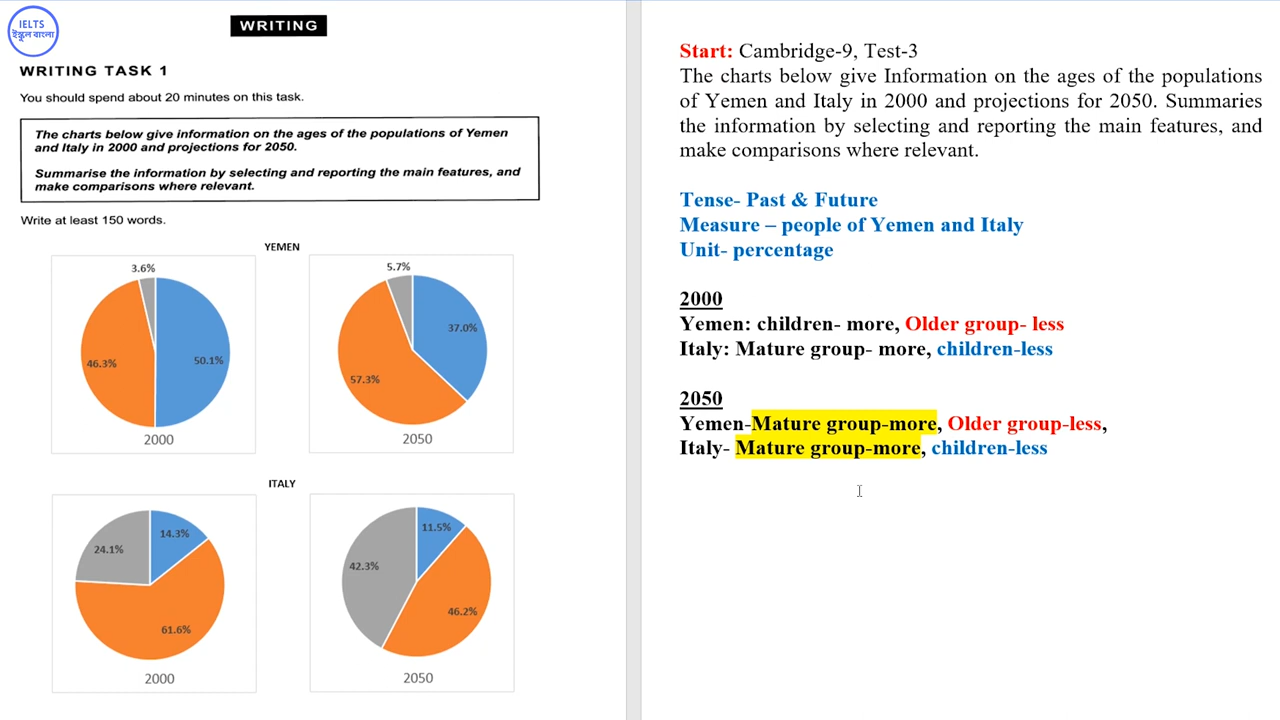 IELTS
ইস্কুল বাংলা
WRITING
WRITING TASK 1
You should spend about 20 minutes on this task.
The charts below give information on the ages of the populations of Yemen
and Italy in 2000 and projections for 2050.
Summarise the information by selecting and reporting the main features, and
make comparisons where relevant.
Write at least 150 words.
YEMEN
3.6%
46.3%
50.1%
2000
5.7%
37.0%
57.3%
2050
ITALY
14.3%
24.1%
61.6%
2000
11.5%
42.3%
46.2%
2050
Start: Cambridge-9, Test-3
The charts below give Information on the ages of the populations
of Yemen and Italy in 2000 and projections for 2050. Summaries
the information by selecting and reporting the main features, and
make comparisons where relevant.
Tense- Past & Future
Measure – people of Yemen and Italy
Unit- percentage
2000
Yemen: children- more, Older group- less
Italy: Mature group- more, children-less
2050
Yemen-Mature group-more, Older group-less,
Italy- Mature group-more, children-less